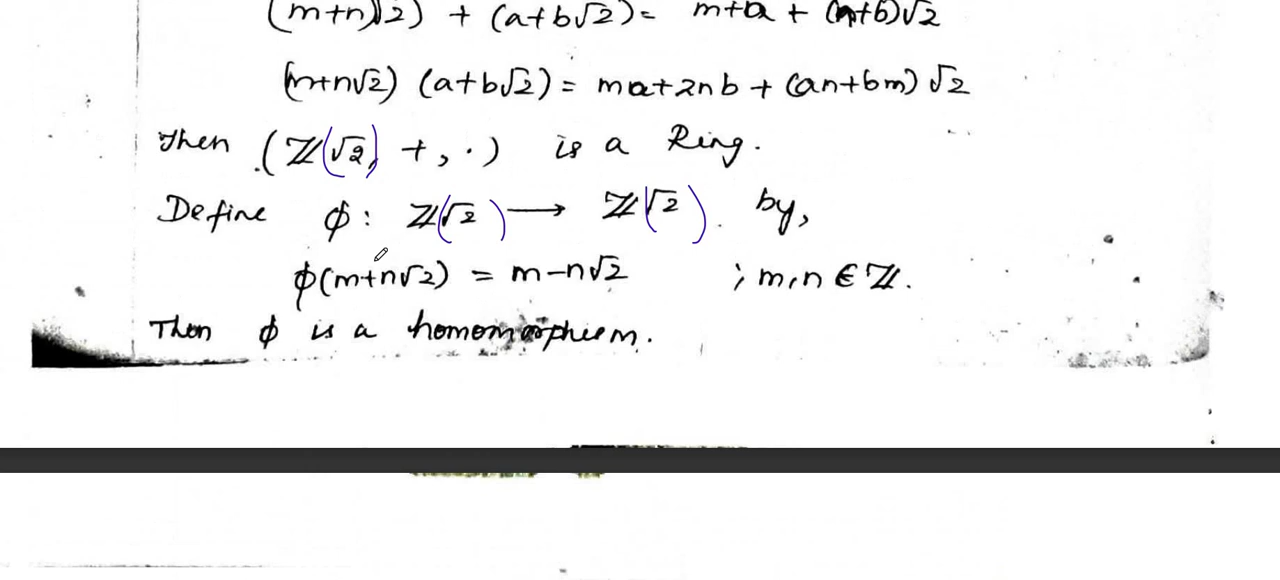 (m+n√2) + (a+b√2) = m+a + (n+b)√2
(m+n√2) (a+b√2) = ma+2nb + (an+bm) √2
Then (ℤ(√2), +, ·) is a Ring.
Define ϕ: ℤ(√2) → ℤ(√2). by,
ϕ(m+n√2) = m-n√2 ; m,n ∈ ℤ.
Then ϕ is a homomorphism.